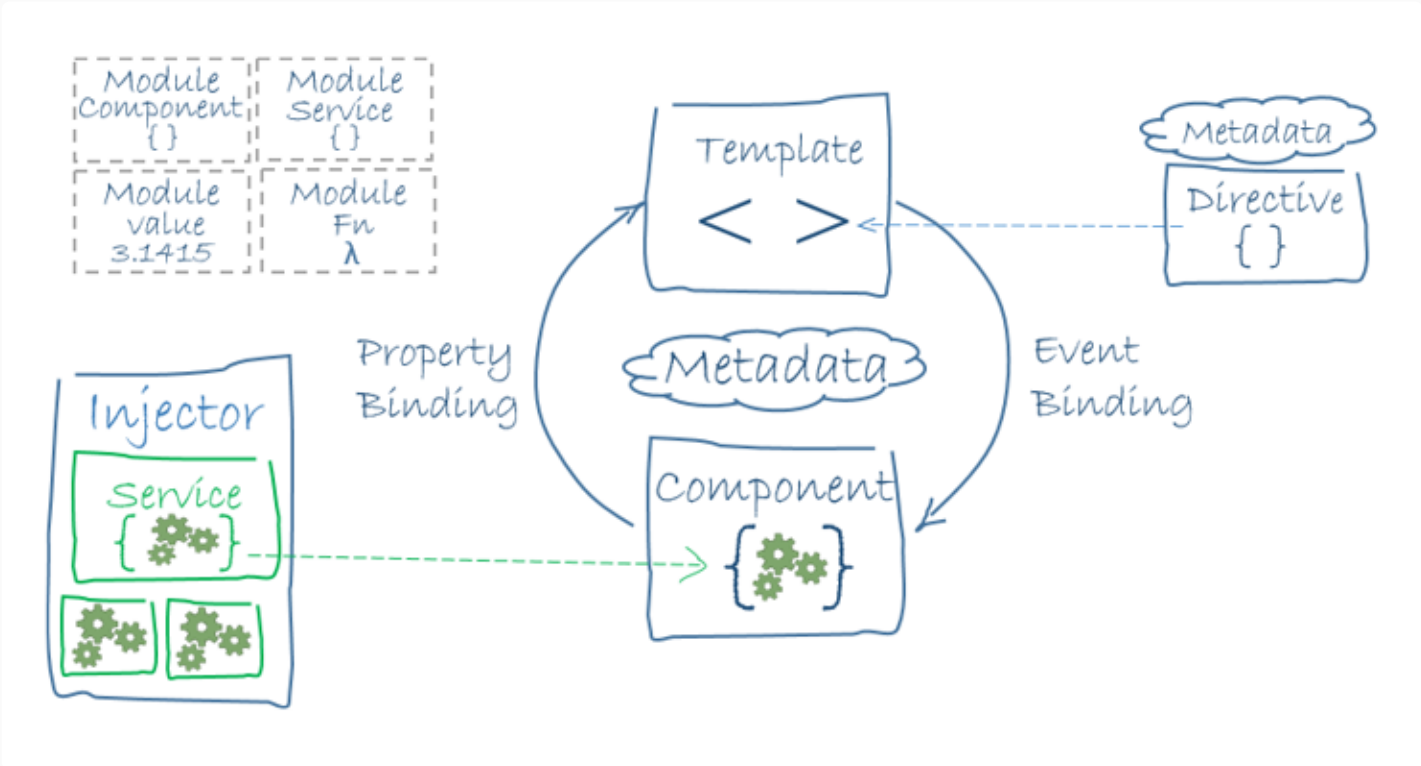 Module
Component
{ }
Module
Service
{ }
Module
value
3.1415
Module
Fn
λ
Template
< >
Metadata
Directive
{ }
Property
Binding
Metadata
Event
Binding
Injector
Service
{ }
Component
{ }